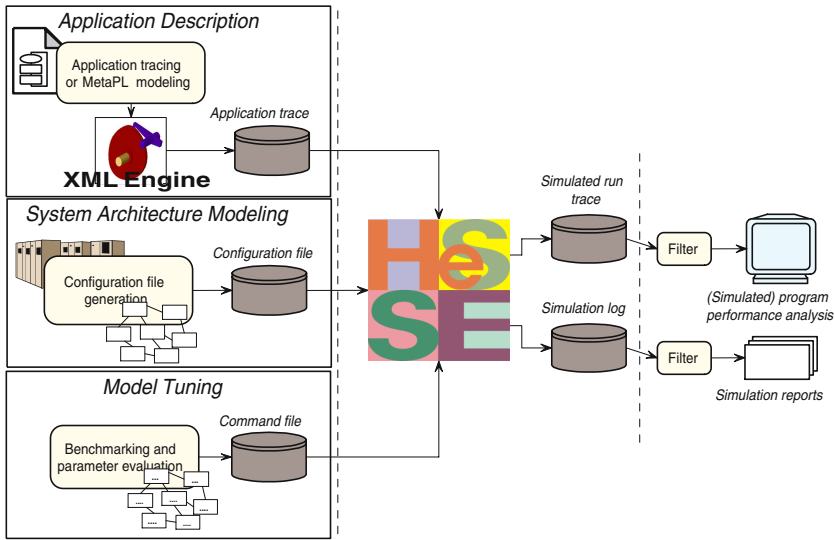 Application Description
Application tracing
or MetaPL modeling
Application trace
XML Engine
System Architecture Modeling
Configuration file
generation
Configuration file
Model Tuning
Benchmarking and
parameter evaluation
Command file
...
...
....
....
....
....
...
HeSSE
Simulated run
trace
Filter
(Simulated) program
performance analysis
Simulation log
Filter
Simulation reports